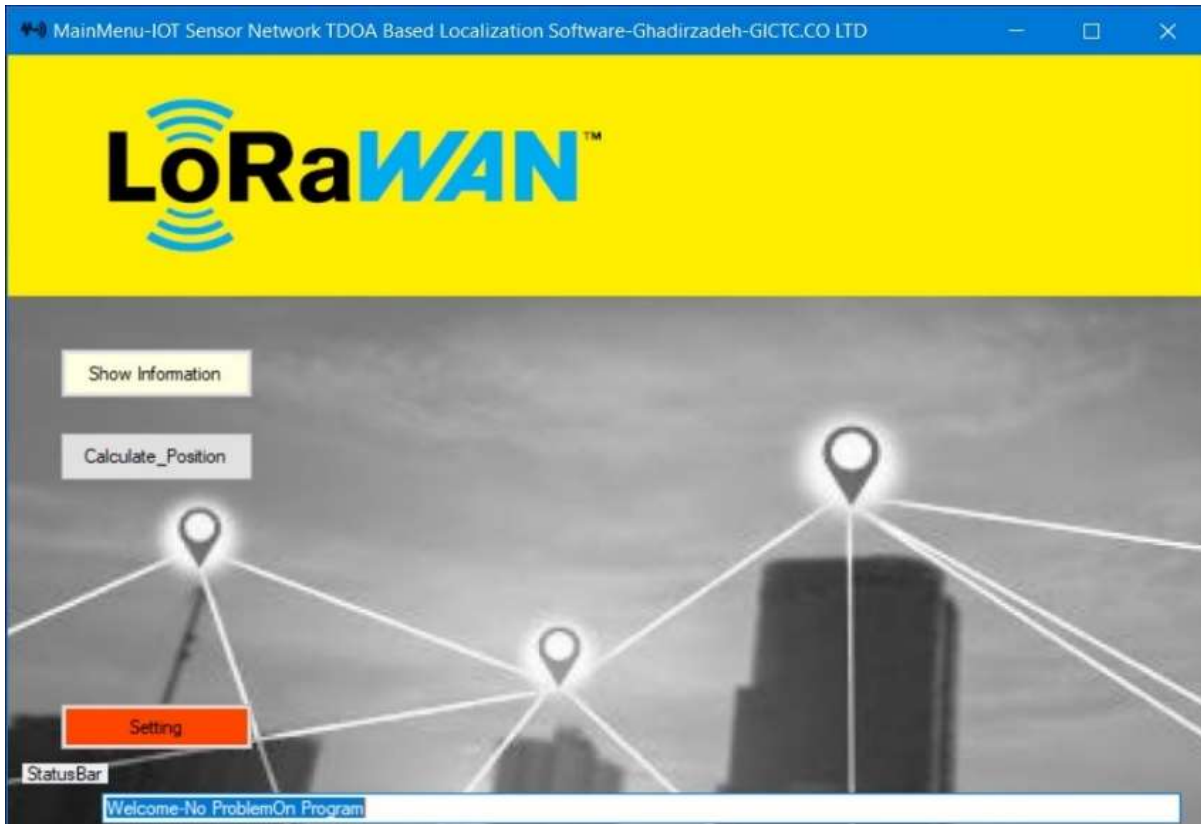 MainMenu-IOT Sensor Network TDOA Based Localization Software-Ghadirzadeh-GICTC.CO LTD
LoRaWAN™
Show Information
Calculate_Position
Setting
StatusBar
Welcome-No ProblemOn Program